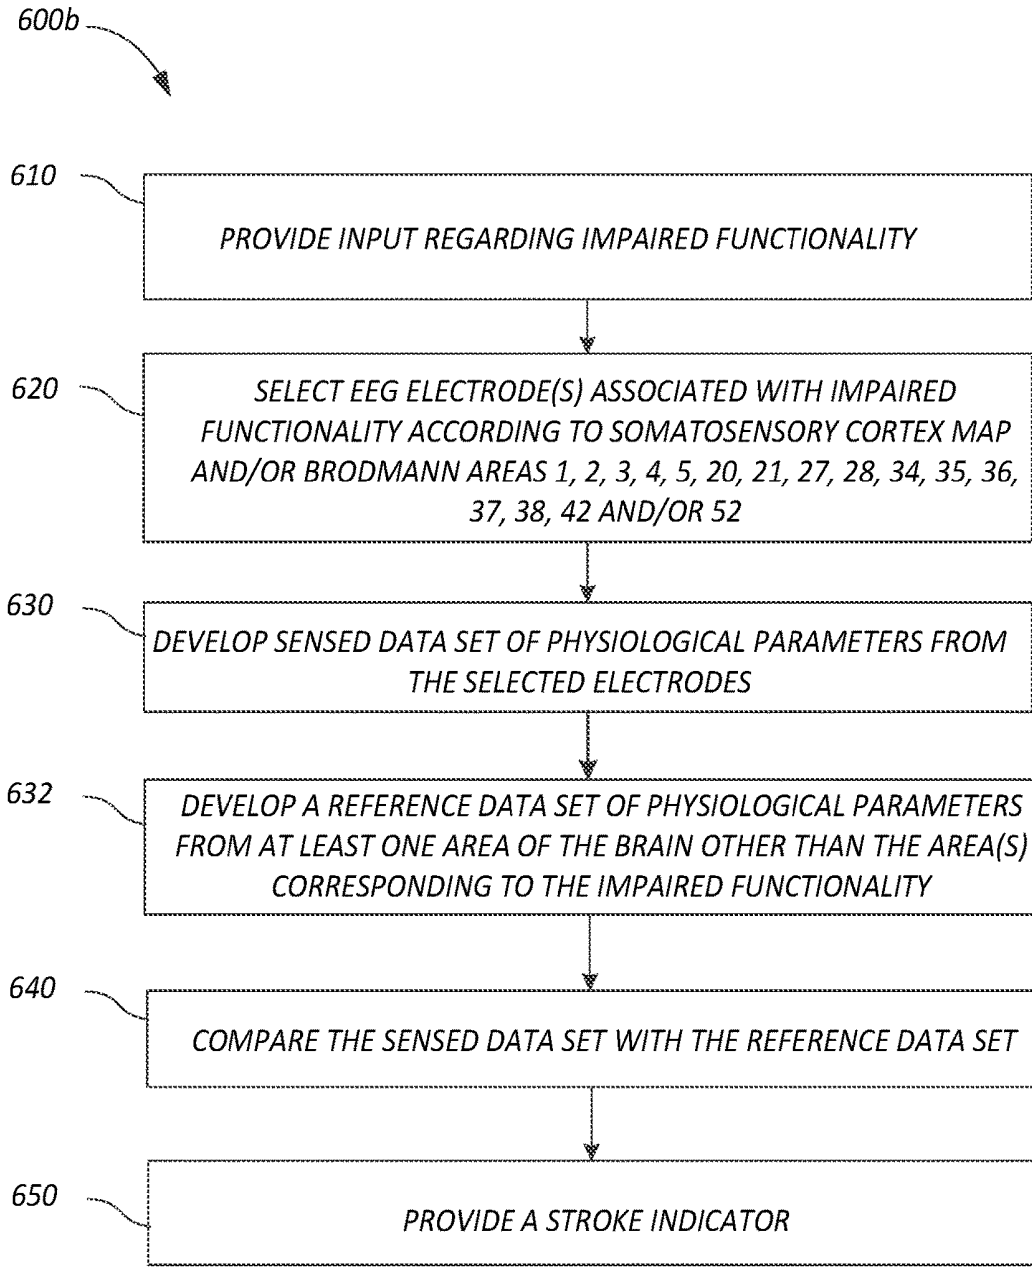 600b
610
PROVIDE INPUT REGARDING IMPAIRED FUNCTIONALITY
620
SELECT EEG ELECTRODE(S) ASSOCIATED WITH IMPAIRED
FUNCTIONALITY ACCORDING TO SOMATOSENSORY CORTEX MAP
AND/OR BRODMANN AREAS 1, 2, 3, 4, 5, 20, 21, 27, 28, 34, 35, 36,
37, 38, 42 AND/OR 52
630
DEVELOP SENSED DATA SET OF PHYSIOLOGICAL PARAMETERS FROM
THE SELECTED ELECTRODES
632
DEVELOP A REFERENCE DATA SET OF PHYSIOLOGICAL PARAMETERS
FROM AT LEAST ONE AREA OF THE BRAIN OTHER THAN THE AREA(S)
CORRESPONDING TO THE IMPAIRED FUNCTIONALITY
640
COMPARE THE SENSED DATA SET WITH THE REFERENCE DATA SET
650
PROVIDE A STROKE INDICATOR